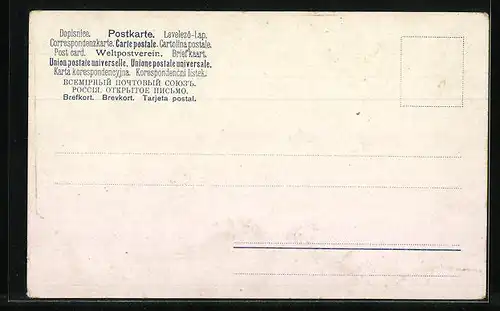 Dopisnice. Postkarte. Levelező-Lap.
Correspondenzkarte. Carte postale. Cartolina postale.
Post card. Weltpostverein. Briefkaart.
Union postale universelle. Unione postale universale.
Karta korespondencyjna. Korespondenční lístek.
ВСЕМІРНЫЙ ПОЧТОВЫЙ СОЮЗЪ.
РОССІЯ. ОТКРЫТОЕ ПИСЬМО.
Brefkort. Brevkort. Tarjeta postal.